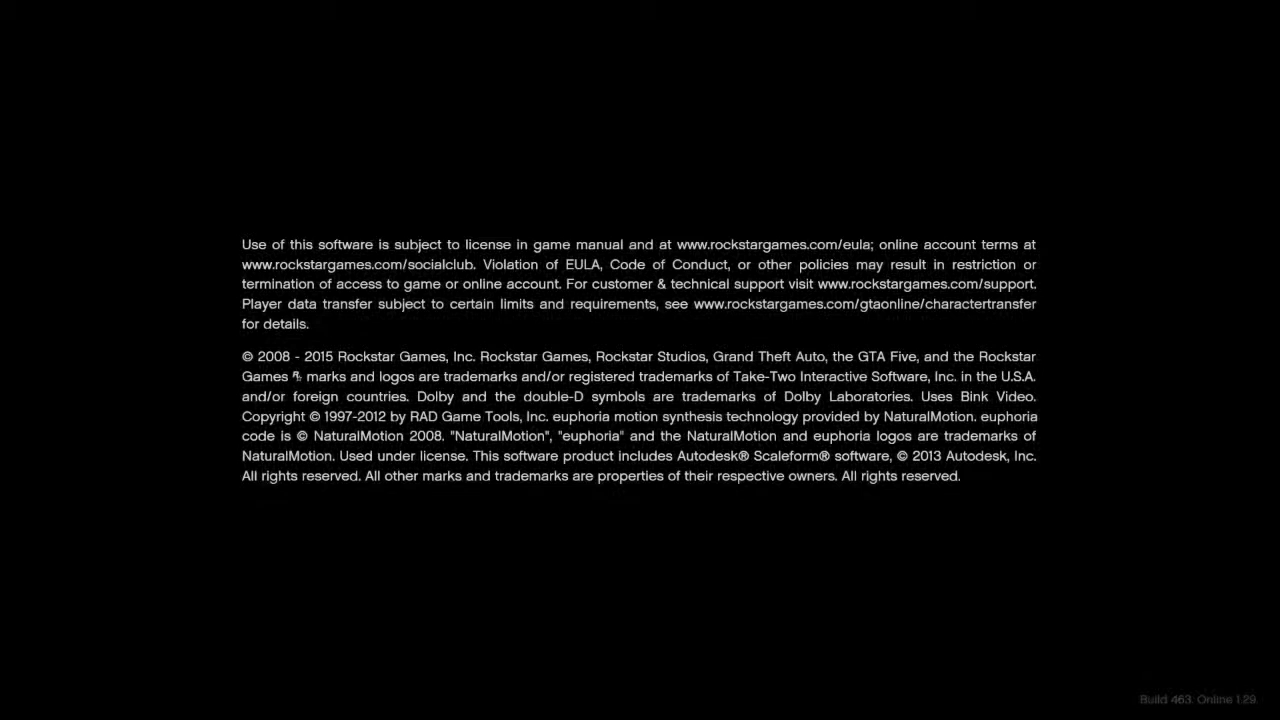 Use of this software is subject to license in game manual and at www.rockstargames.com/eula; online account terms at
www.rockstargames.com/socialclub. Violation of EULA, Code of Conduct, or other policies may result in restriction or
termination of access to game or online account. For customer & technical support visit www.rockstargames.com/support.
Player data transfer subject to certain limits and requirements, see www.rockstargames.com/gtaonline/charactertransfer
for details.
© 2008 - 2015 Rockstar Games, Inc. Rockstar Games, Rockstar Studios, Grand Theft Auto, the GTA Five, and the Rockstar
Games R* marks and logos are trademarks and/or registered trademarks of Take-Two Interactive Software, Inc. in the U.S.A.
and/or foreign countries. Dolby and the double-D symbols are trademarks of Dolby Laboratories. Uses Bink Video.
Copyright © 1997-2012 by RAD Game Tools, Inc. euphoria motion synthesis technology provided by NaturalMotion. euphoria
code is © NaturalMotion 2008. "NaturalMotion", "euphoria" and the NaturalMotion and euphoria logos are trademarks of
NaturalMotion. Used under license. This software product includes Autodesk® Scaleform® software, © 2013 Autodesk, Inc.
All rights reserved. All other marks and trademarks are properties of their respective owners. All rights reserved.
Build 463. Online 1.29.